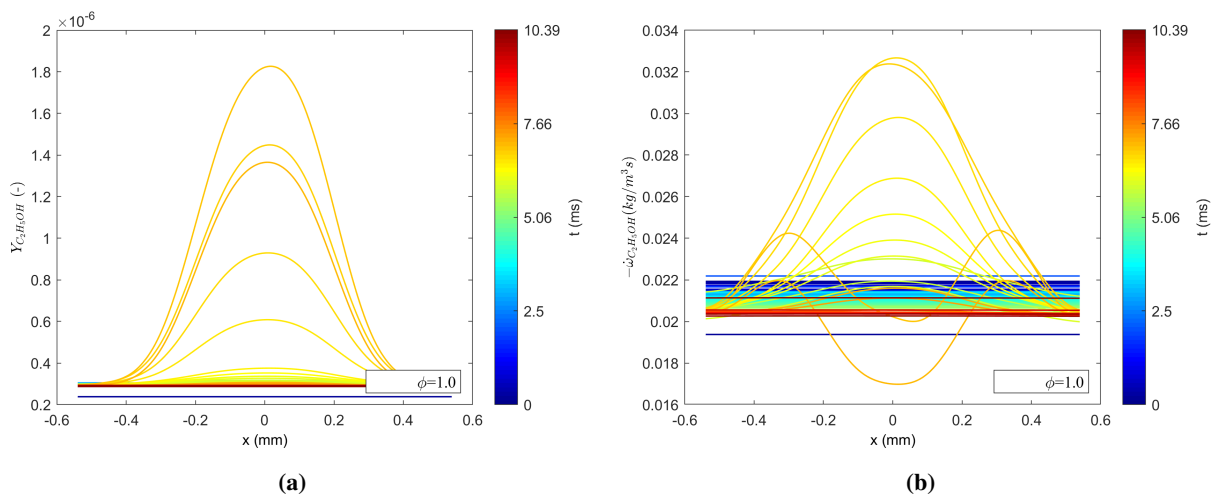 ×10⁻⁶
2
1.8
1.6
1.4
1.2
1
0.8
0.6
0.4
0.2
-0.6 -0.4 -0.2 0 0.2 0.4 0.6
x (mm)
Y_{C_2H_5OH} (-)
ϕ=1.0
10.39
7.66
5.06
2.59
0
t (ms)
(a)
0.034
0.032
0.03
0.028
0.026
0.024
0.022
0.02
0.018
0.016
-0.6 -0.4 -0.2 0 0.2 0.4 0.6
x (mm)
−ω̇_{C_2H_5OH}(kg/m³s)
ϕ=1.0
10.39
7.66
5.06
2.59
0
t (ms)
(b)